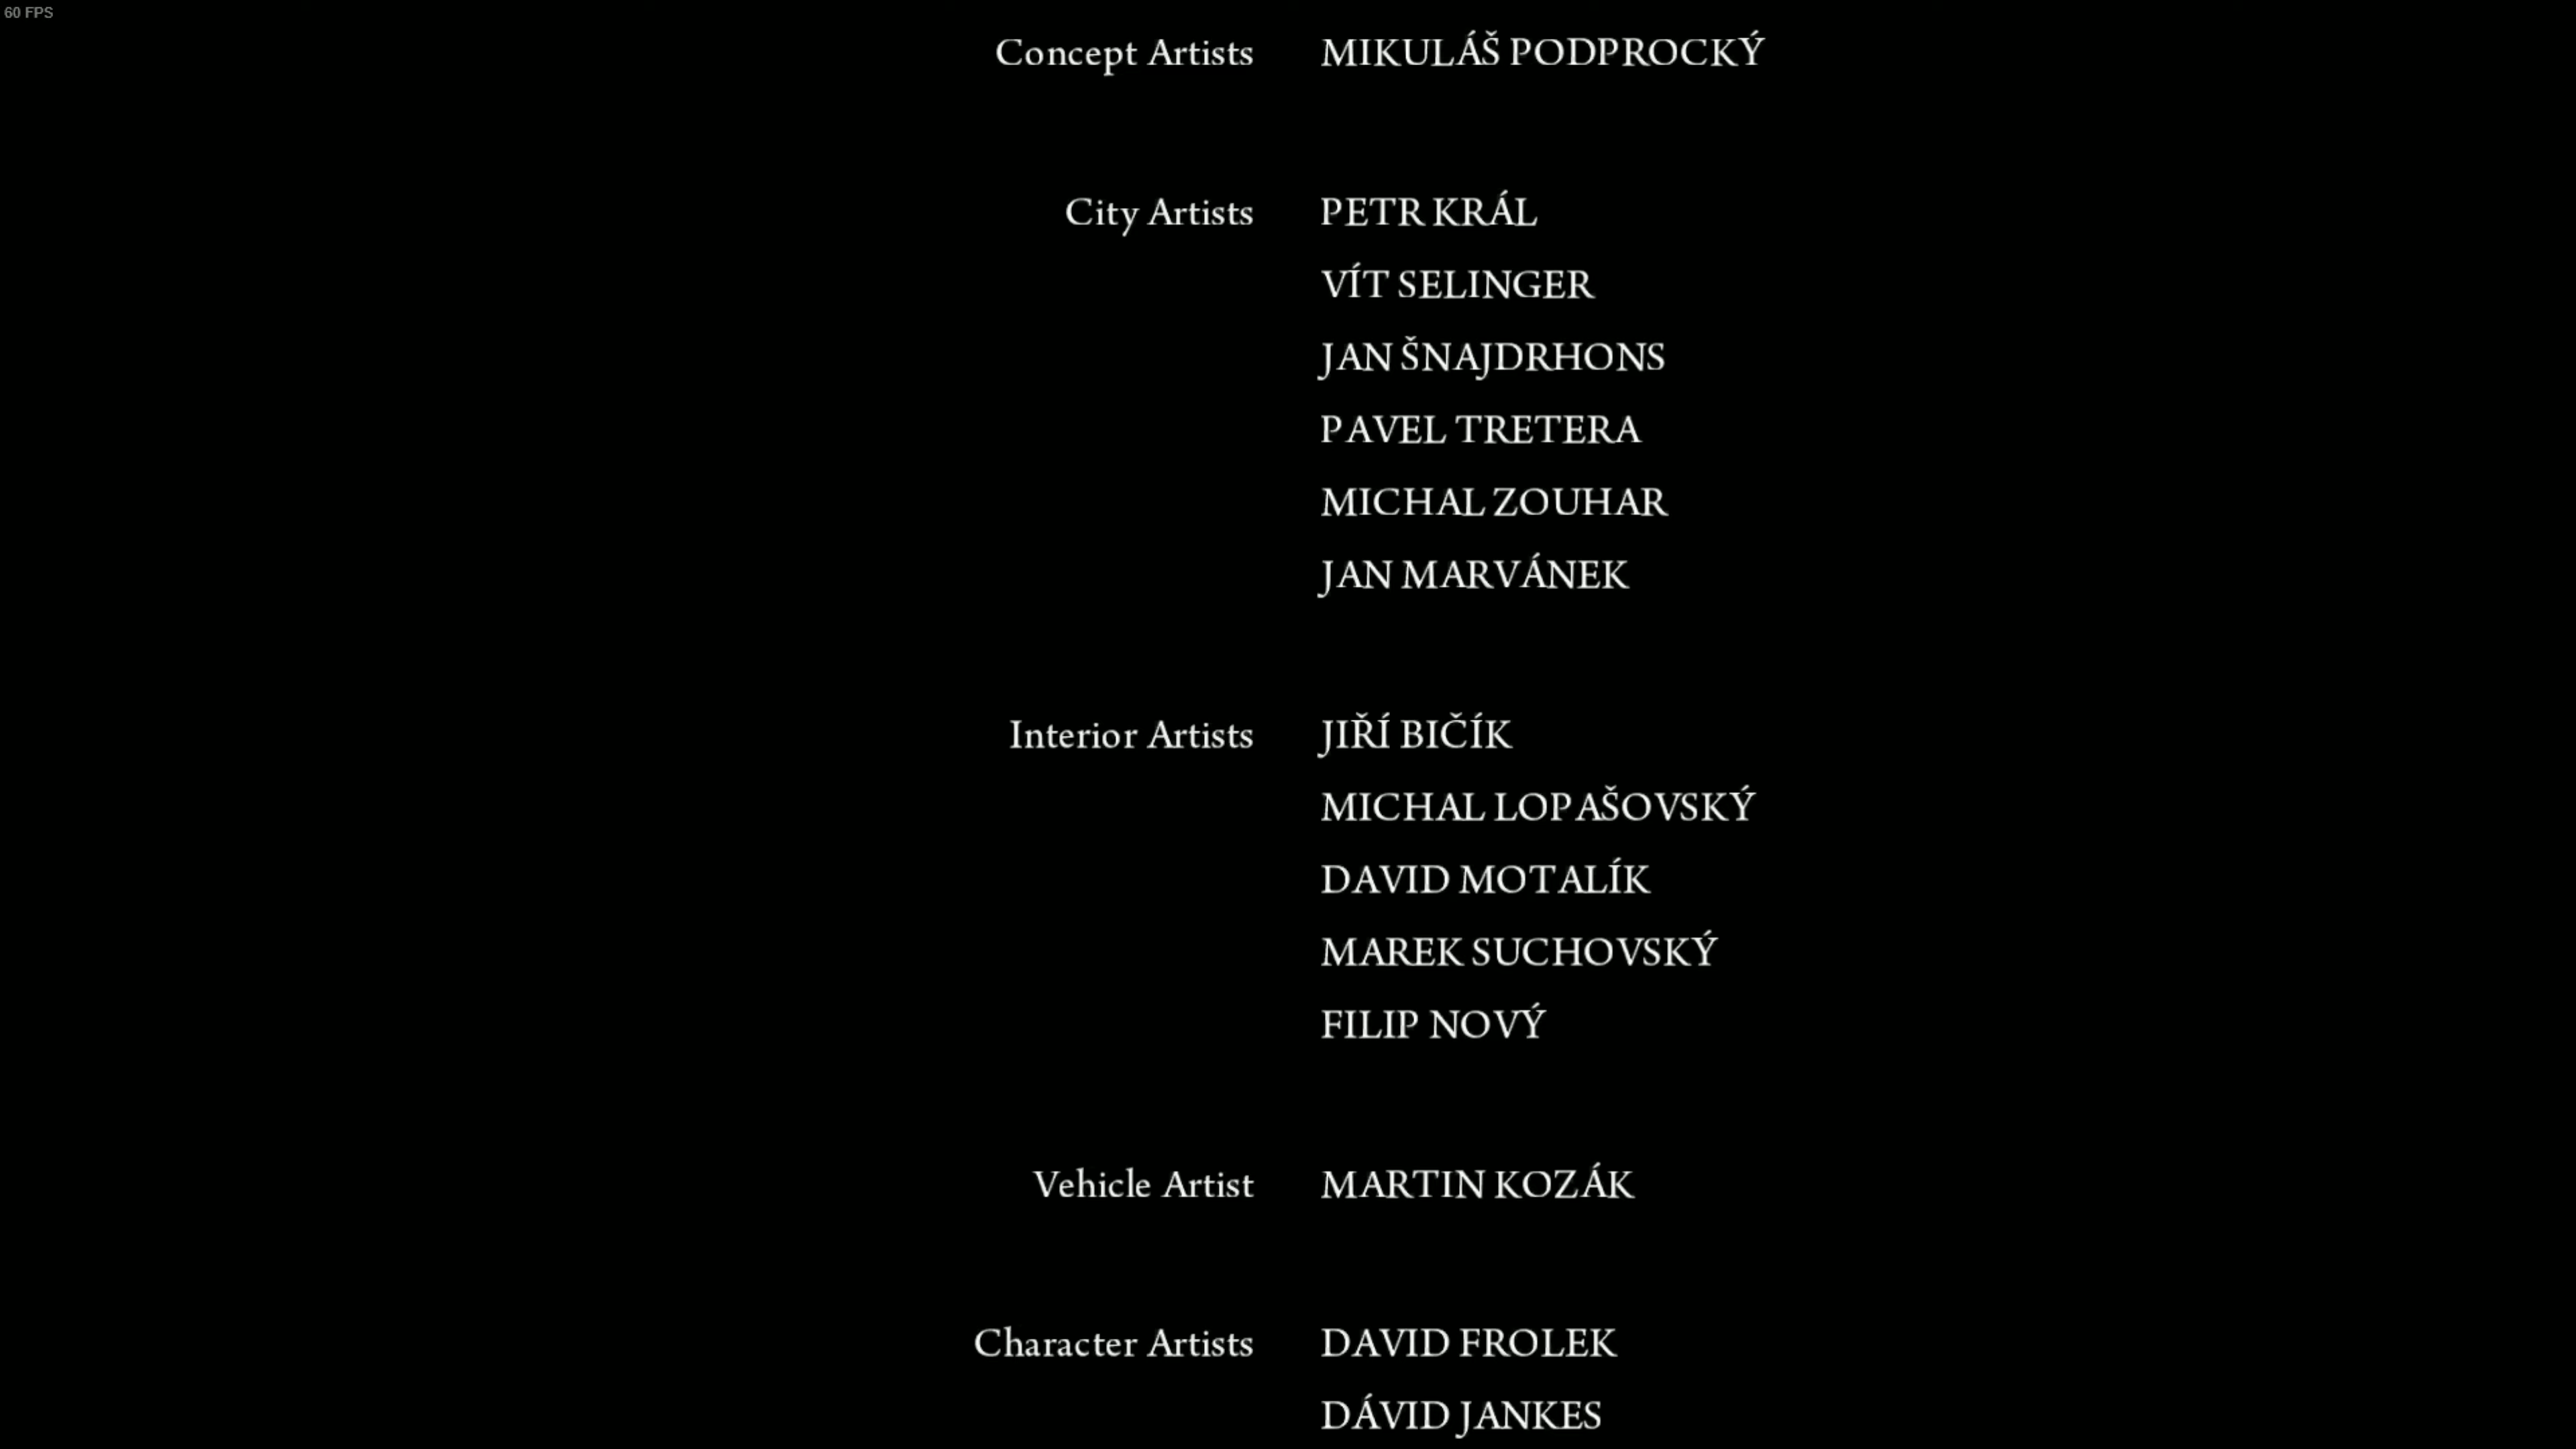 60 FPS
Concept Artists MIKULÁŠ PODPROCKÝ
City Artists PETR KRÁL
VÍT SELINGER
JAN ŠNAJDRHONS
PAVEL TRETERA
MICHAL ZOUHAR
JAN MARVÁNEK
Interior Artists JIŘÍ BIČÍK
MICHAL LOPAŠOVSKÝ
DAVID MOTALÍK
MAREK SUCHOVSKÝ
FILIP NOVÝ
Vehicle Artist MARTIN KOZÁK
Character Artists DAVID FROLEK
DÁVID JANKES